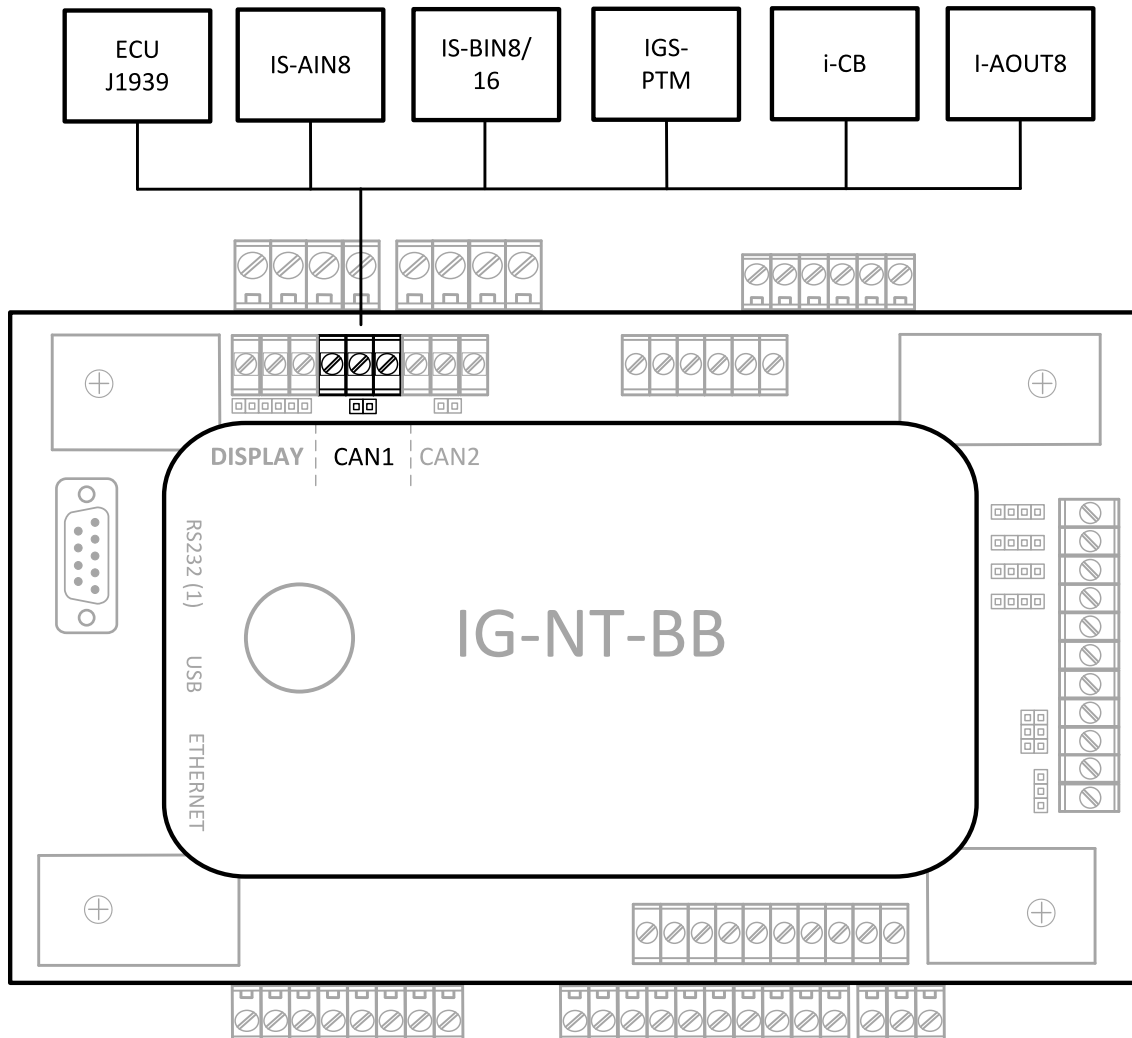 ECU
J1939
IS-AIN8
IS-BIN8/
16
IGS-
PTM
i-CB
I-AOUT8
DISPLAY
CAN1
CAN2
RS232 (1)
USB
ETHERNET
IG-NT-BB